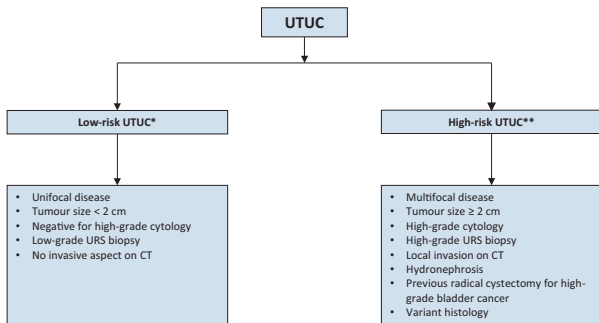 UTUC
Low-risk UTUC*
High-risk UTUC**
• Unifocal disease
• Tumour size < 2 cm
• Negative for high-grade cytology
• Low-grade URS biopsy
• No invasive aspect on CT
• Multifocal disease
• Tumour size ≥ 2 cm
• High-grade cytology
• High-grade URS biopsy
• Local invasion on CT
• Hydronephrosis
• Previous radical cystectomy for high-
grade bladder cancer
• Variant histology